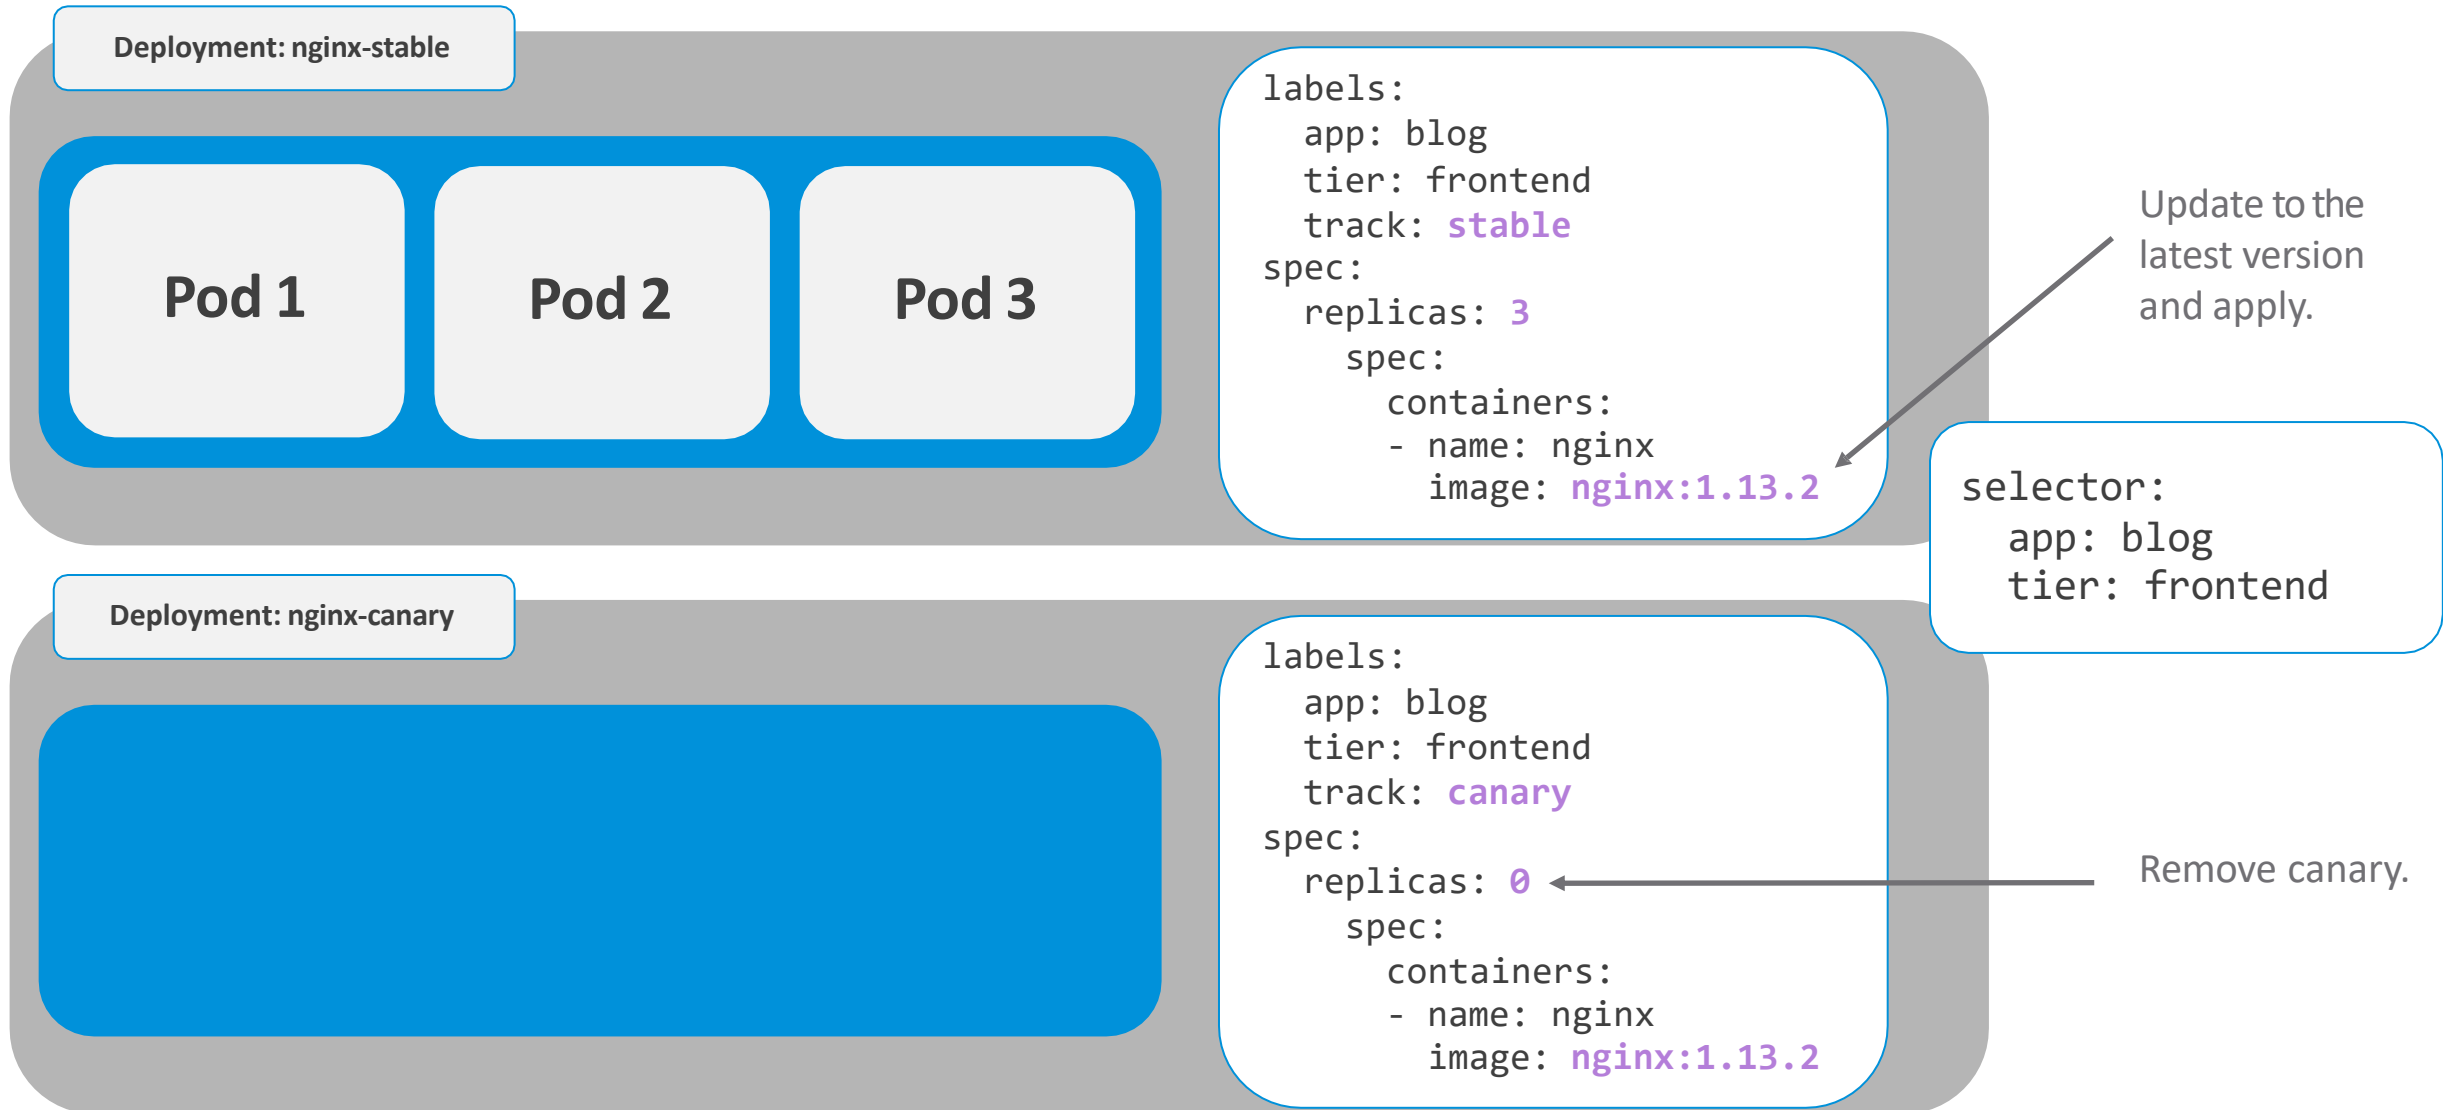 Deployment: nginx-stable
Pod 1
Pod 2
Pod 3
labels:
  app: blog
  tier: frontend
  track: stable
spec:
  replicas: 3
    spec:
      containers:
      - name: nginx
        image: nginx:1.13.2
Update to the
latest version
and apply.
selector:
  app: blog
  tier: frontend
Deployment: nginx-canary
labels:
  app: blog
  tier: frontend
  track: canary
spec:
  replicas: 0
    spec:
      containers:
      - name: nginx
        image: nginx:1.13.2
Remove canary.